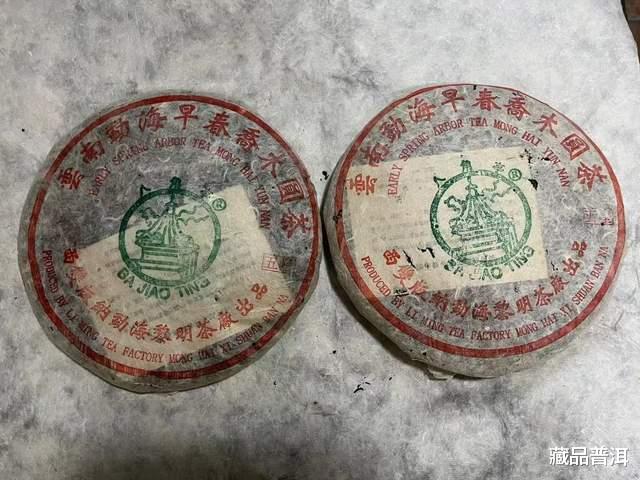 雲南勐海早春喬木圓茶
EARLY SPRING ARBOR TEA MONG HAI YUN NAN
八角亭
®
BA JIAO TING
西雙版納勐海黎明茶廠出品
PRODUCED BY LI MING TEA FACTORY MONG HAI XI SHUAN BAN NA
雲南勐海早春喬木圓茶
EARLY SPRING ARBOR TEA MONG HAI YUN NAN
®
BA JIAO TING
西雙版納勐海黎明茶廠出品
PRODUCED BY LI MING TEA FACTORY MONG HAI XI SHUAN BAN NA
藏品普洱